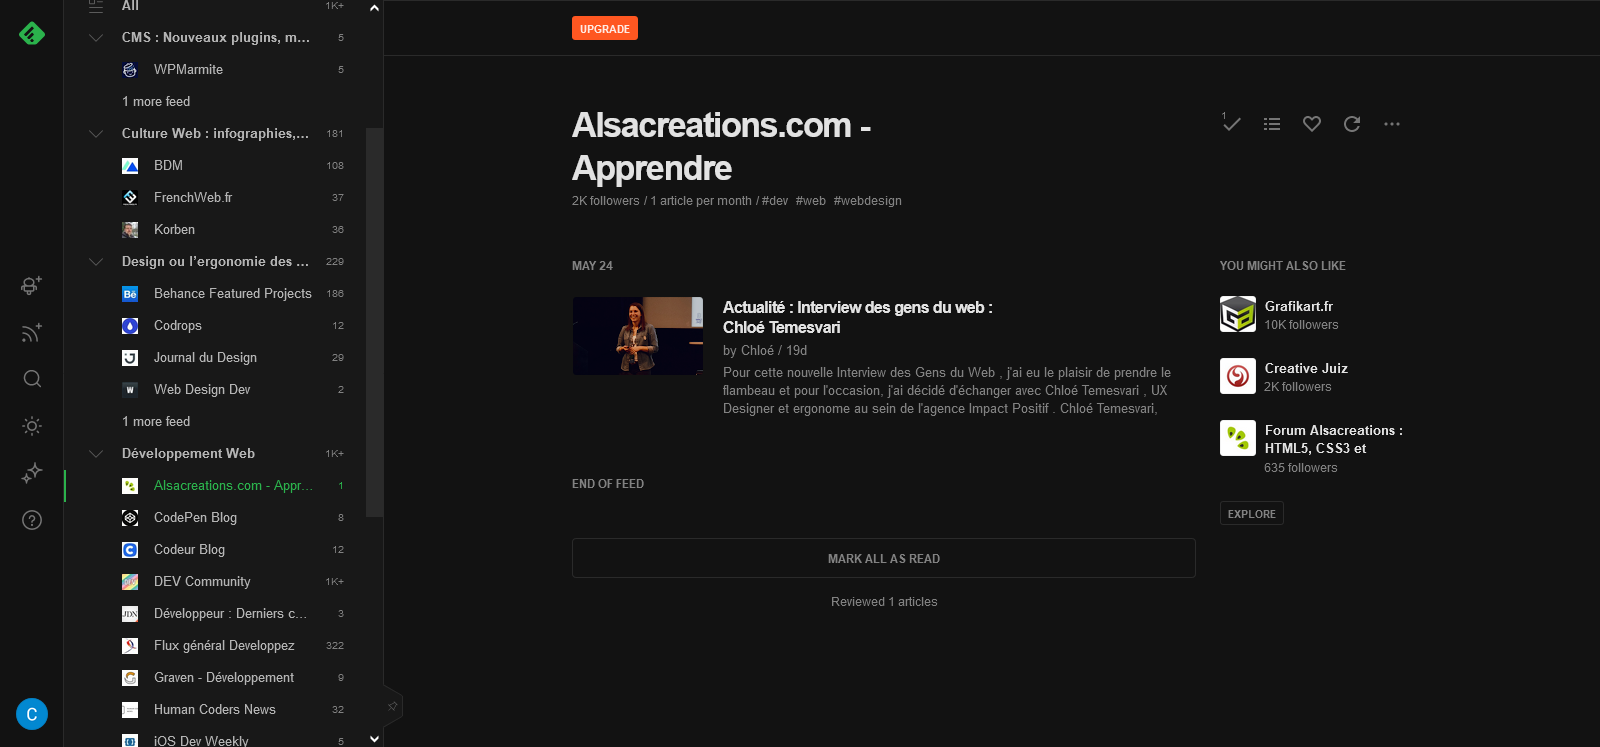 All 1K+
CMS : Nouveaux plugins, m... 5
WPMarmite 5
1 more feed
Culture Web : infographies,... 181
BDM 108
FrenchWeb.fr 37
Korben 36
Design ou l’ergonomie des ... 229
Bē Behance Featured Projects 186
Codrops 12
Journal du Design 29
W Web Design Dev 2
1 more feed
Développement Web 1K+
Alsacreations.com - Appr... 1
CodePen Blog 8
Codeur Blog 12
DEV Community 1K+
JDN Développeur : Derniers c... 3
Flux général Developpez 322
Graven - Développement 9
Human Coders News 32
iOS Dev Weekly 5
C
UPGRADE
Alsacreations.com -
Apprendre
1
2K followers / 1 article per month / #dev #web #webdesign
MAY 24
Actualité : Interview des gens du web :
Chloé Temesvari
by Chloé / 19d
Pour cette nouvelle Interview des Gens du Web , j'ai eu le plaisir de prendre le
flambeau et pour l'occasion, j'ai décidé d'échanger avec Chloé Temesvari , UX
Designer et ergonome au sein de l'agence Impact Positif . Chloé Temesvari,
END OF FEED
MARK ALL AS READ
Reviewed 1 articles
YOU MIGHT ALSO LIKE
Grafikart.fr
10K followers
Creative Juiz
2K followers
Forum Alsacreations :
HTML5, CSS3 et
635 followers
EXPLORE